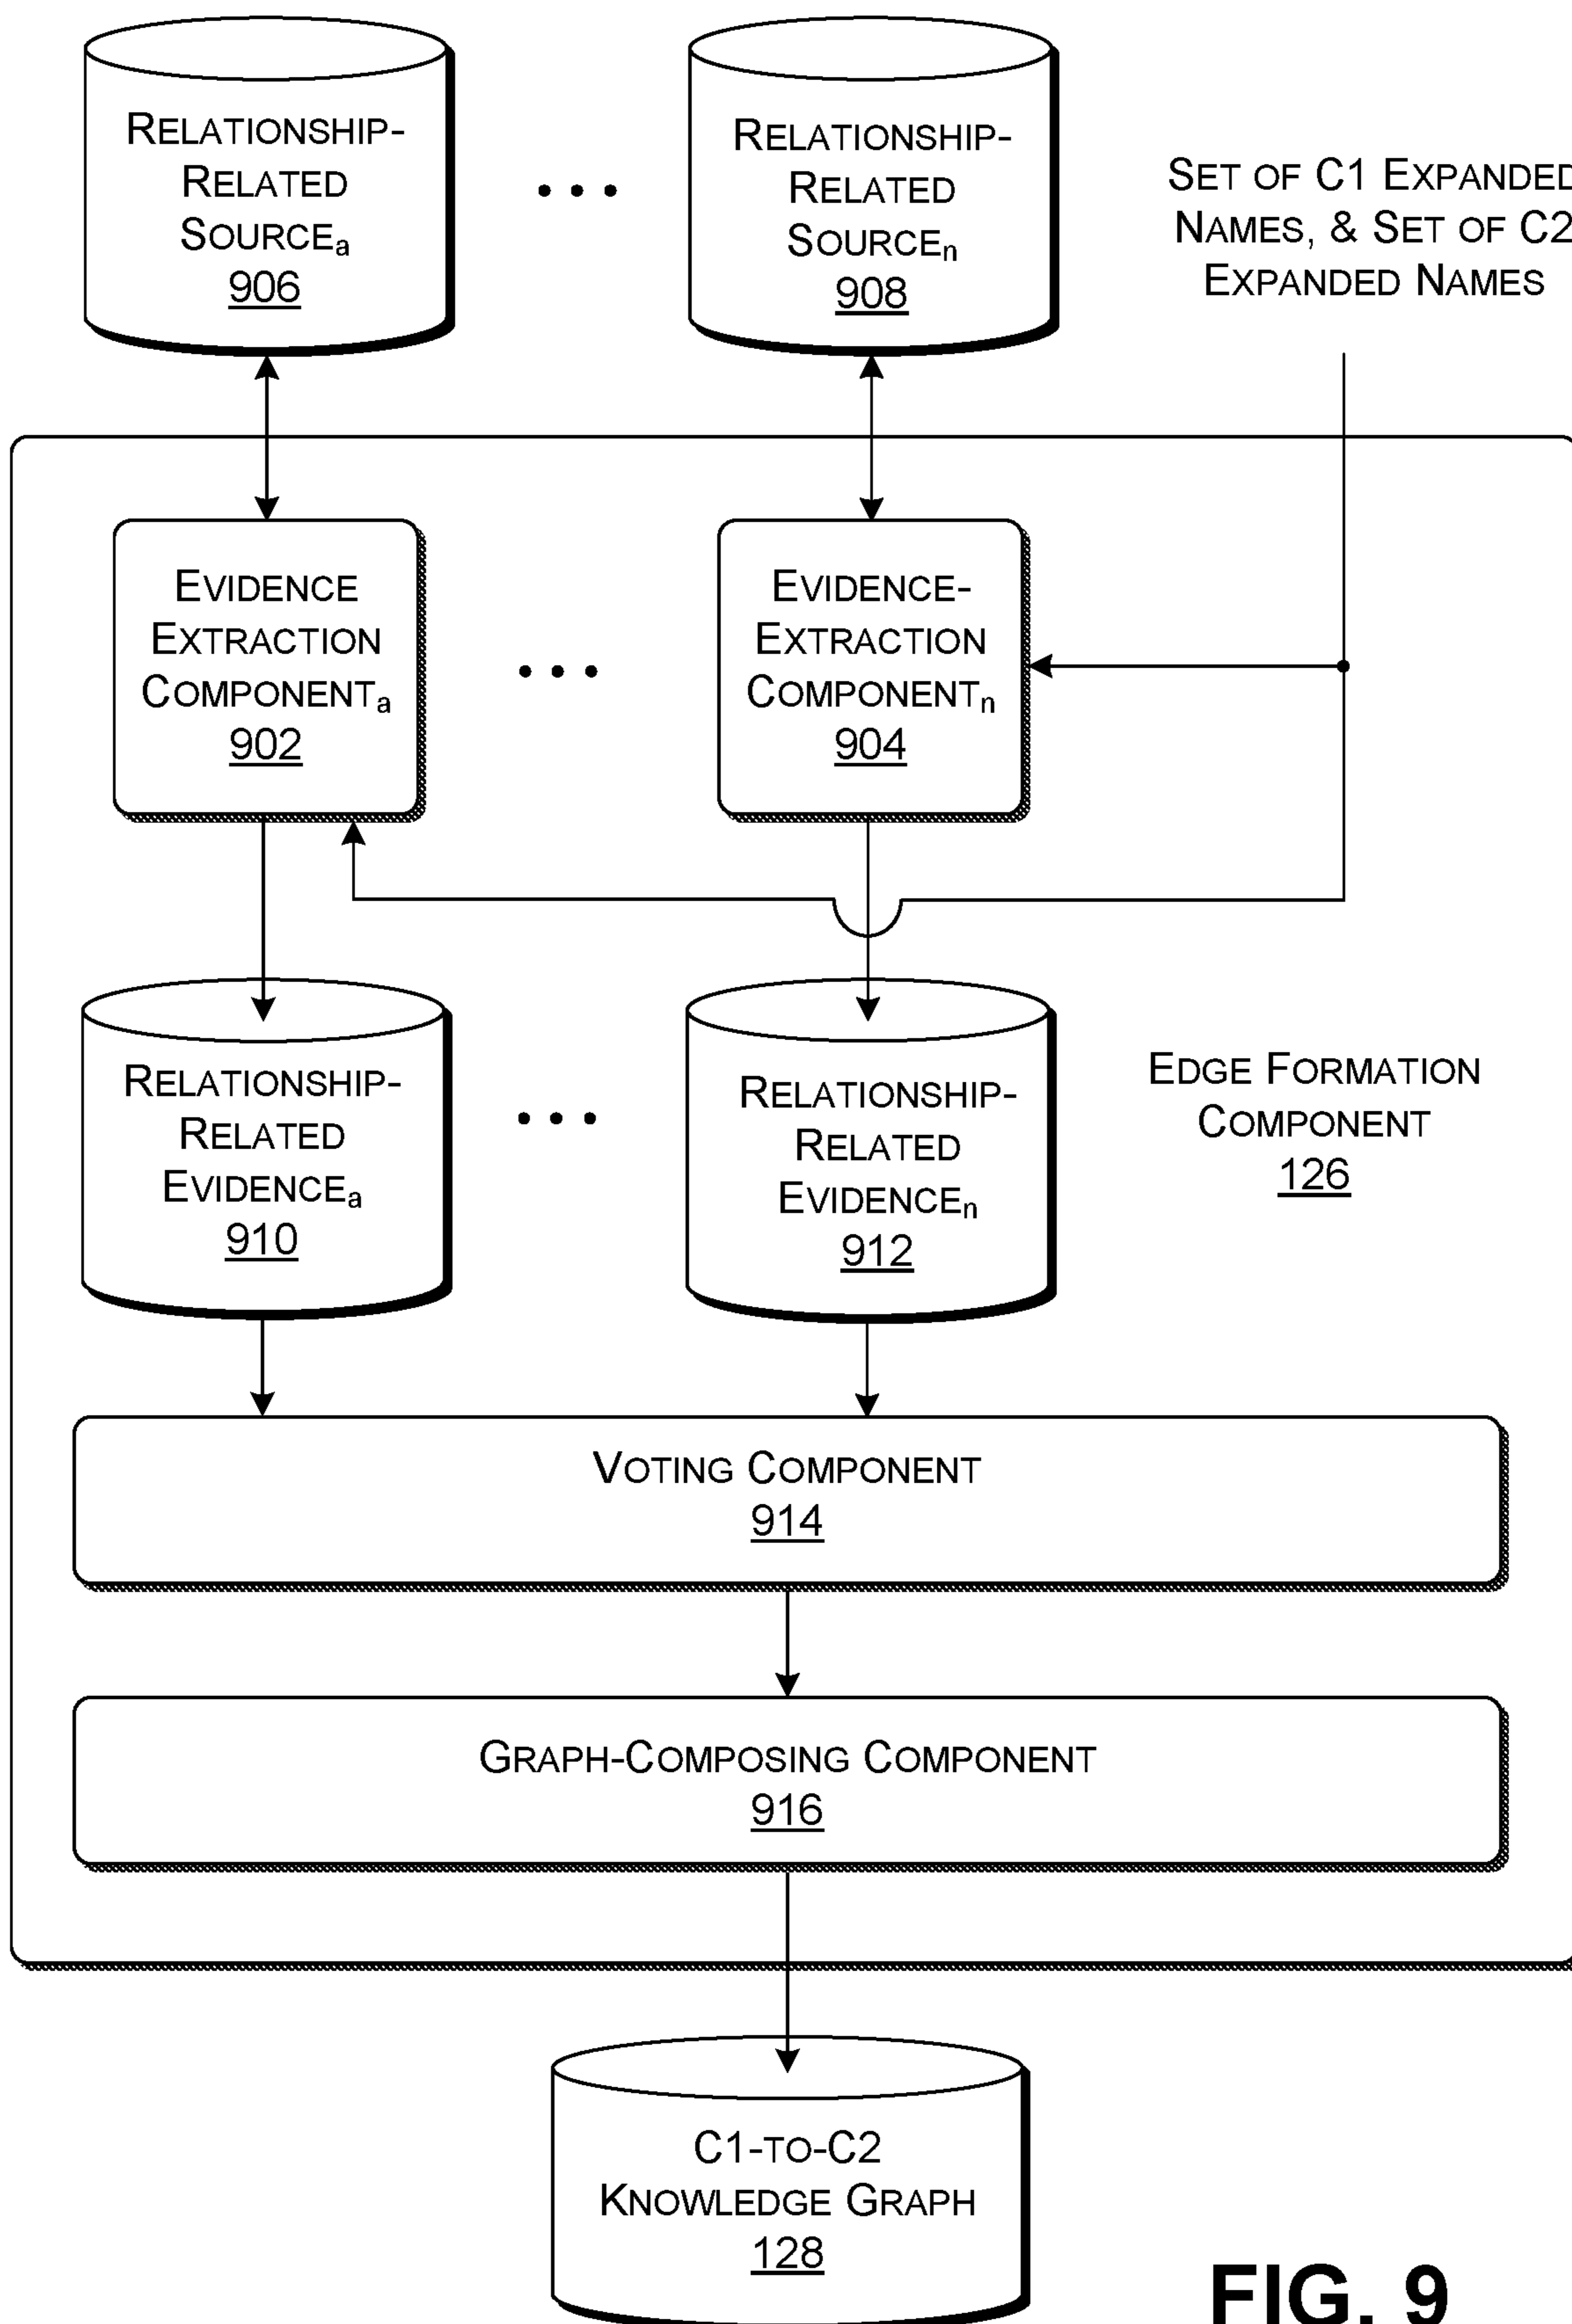 RELATIONSHIP-
RELATED
SOURCEa
906
• • •
RELATIONSHIP-
RELATED
SOURCEn
908
SET OF C1 EXPANDED
NAMES, & SET OF C2
EXPANDED NAMES
EVIDENCE
EXTRACTION
COMPONENTa
902
• • •
EVIDENCE-
EXTRACTION
COMPONENTn
904
RELATIONSHIP-
RELATED
EVIDENCEa
910
• • •
RELATIONSHIP-
RELATED
EVIDENCEn
912
EDGE FORMATION
COMPONENT
126
VOTING COMPONENT
914
GRAPH-COMPOSING COMPONENT
916
C1-TO-C2
KNOWLEDGE GRAPH
128
FIG. 9